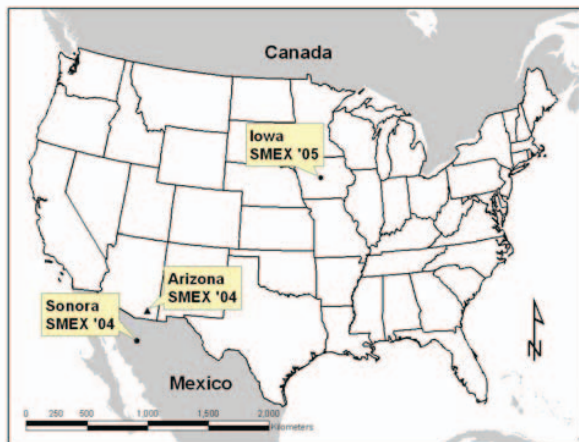 Canada
Iowa
SMEX '05
Arizona
SMEX '04
Sonora
SMEX '04
Mexico
N
0 250 500 1,000 1,500 2,000
Kilometers